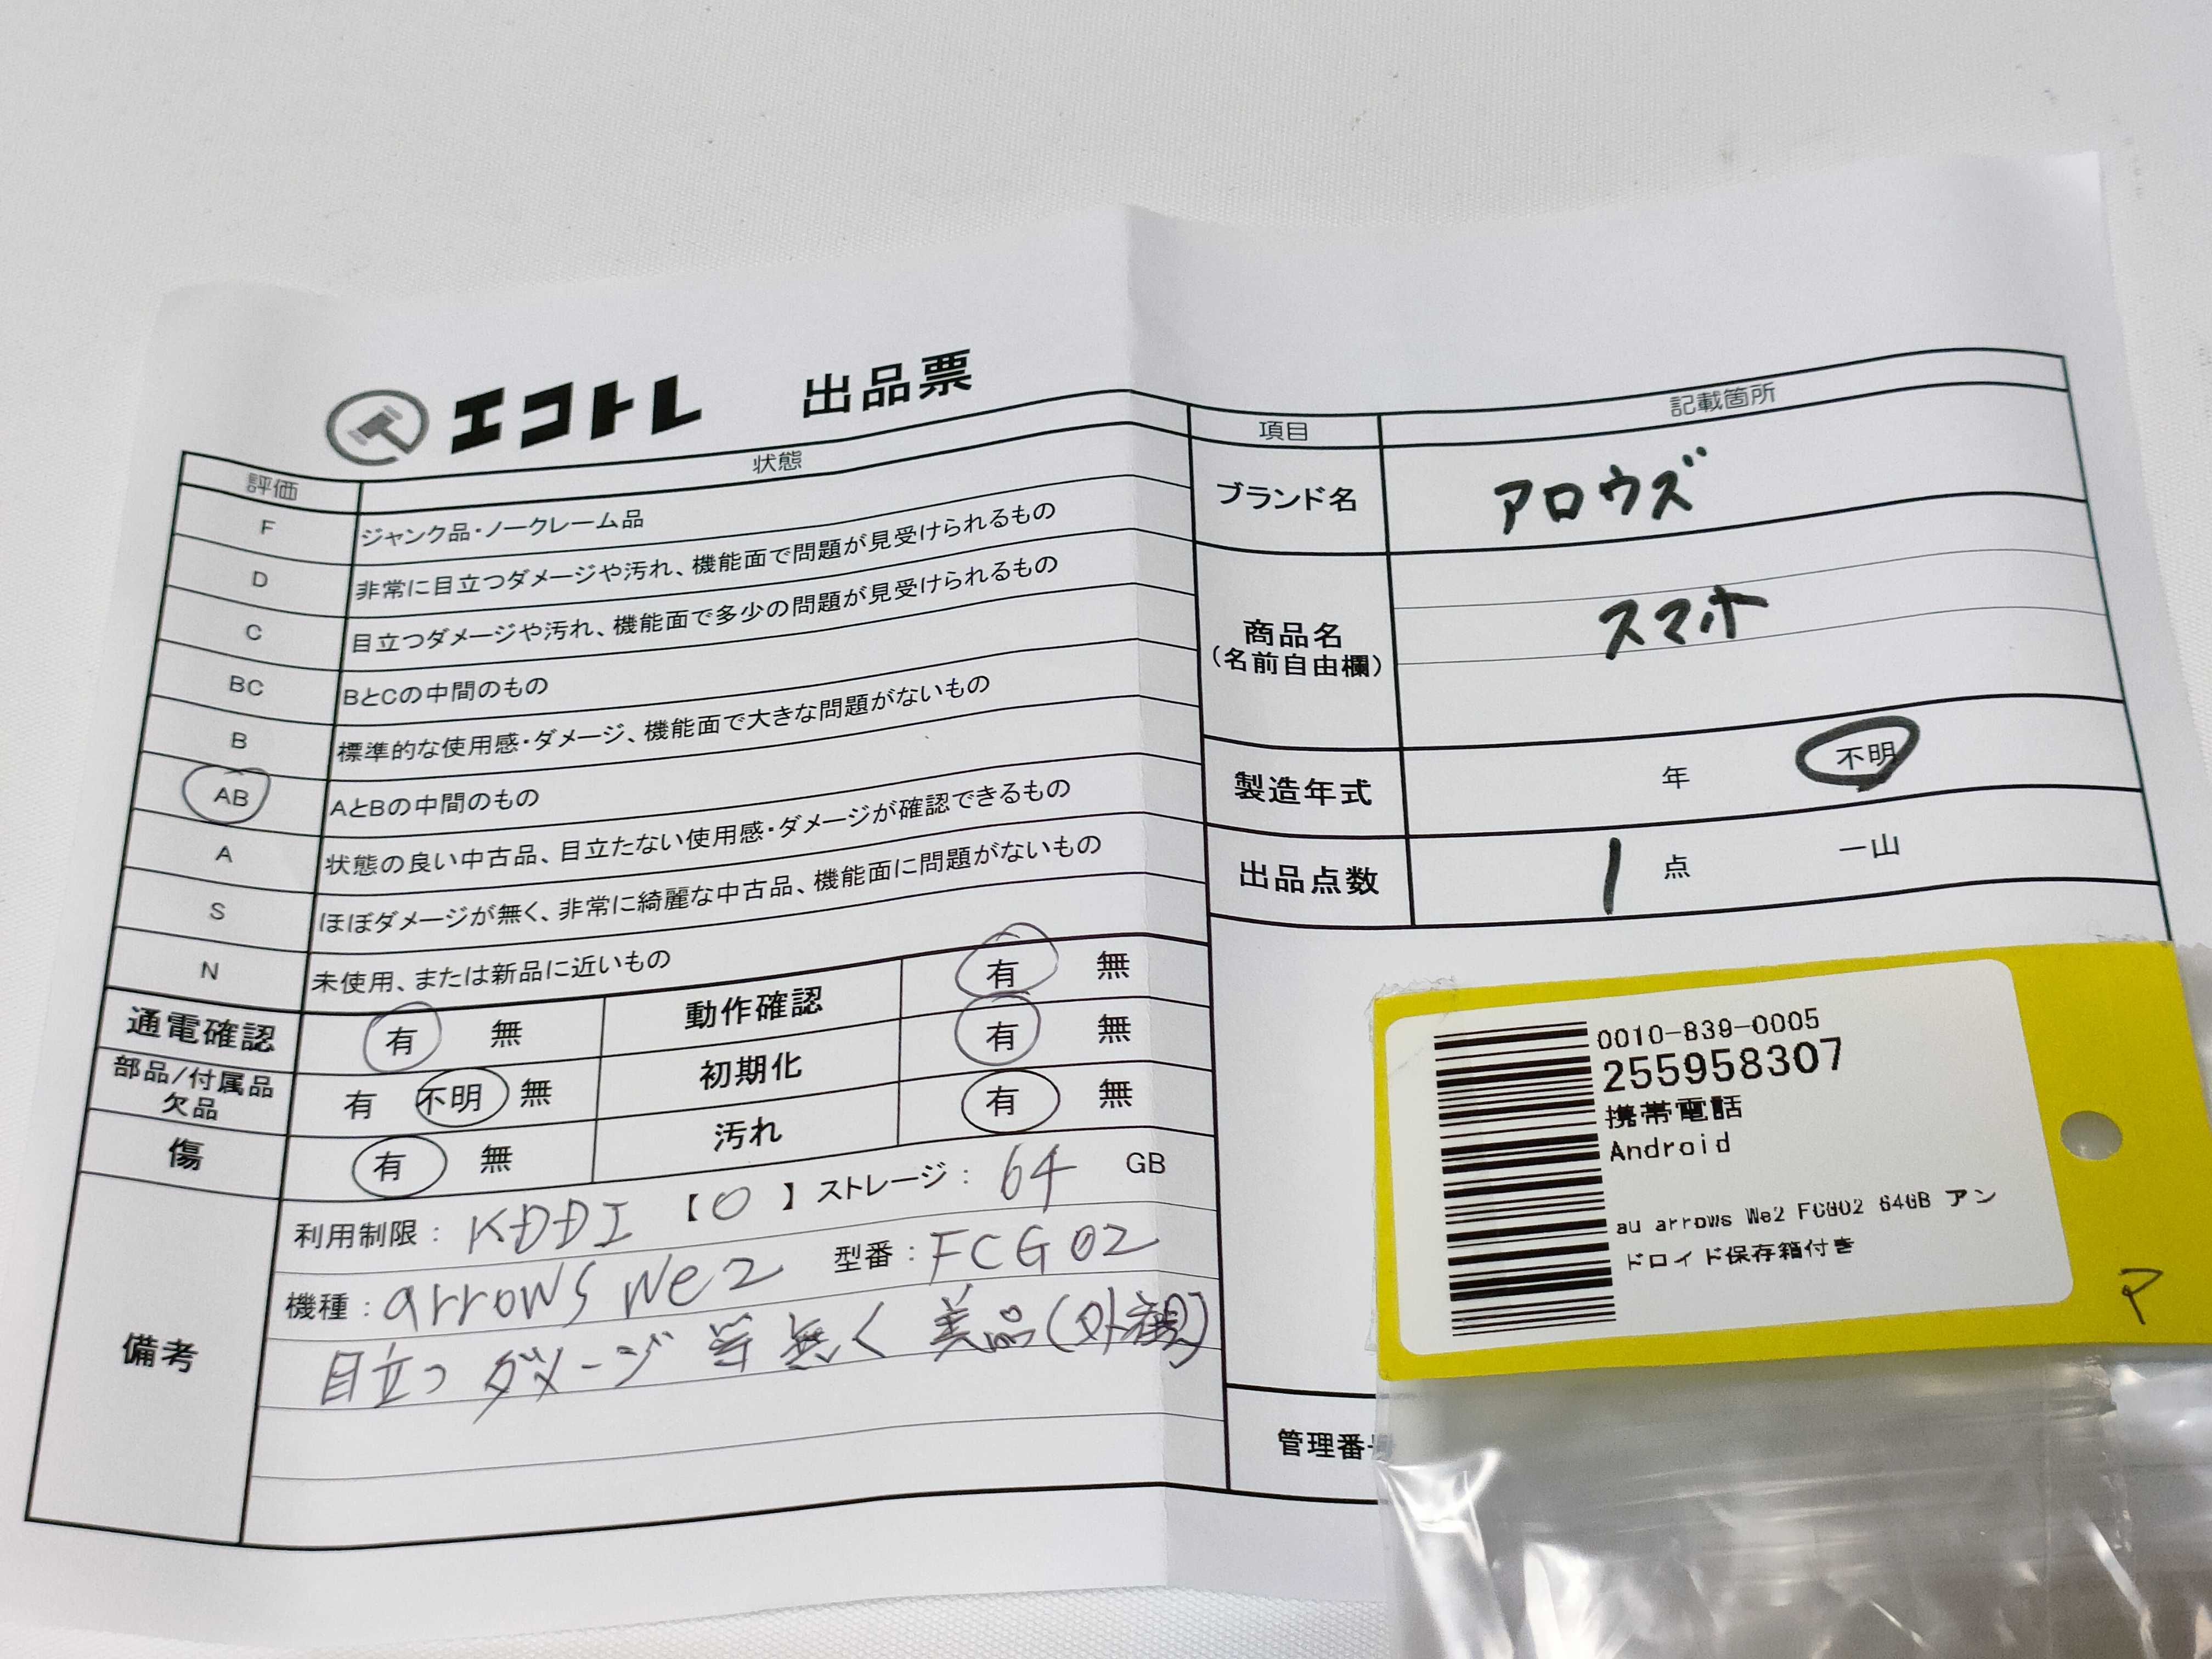 エコトレ 出品票
評価 状態
F ジャンク品・ノークレーム品
D 非常に目立つダメージや汚れ、機能面で問題が見受けられるもの
C 目立つダメージや汚れ、機能面で多少の問題が見受けられるもの
BC BとCの中間のもの
B 標準的な使用感・ダメージ、機能面で大きな問題がないもの
AB AとBの中間のもの
A 状態の良い中古品、目立たない使用感・ダメージが確認できるもの
S ほぼダメージが無く、非常に綺麗な中古品、機能面に問題がないもの
N 未使用、または新品に近いもの
通電確認 有 無 動作確認 有 無
部品/付属品
欠品 有 不明 無 初期化 有 無
傷 有 無 汚れ 有 無
備考
利用制限: KDDI 【○】 ストレージ: 64 GB
機種: arrows We2 型番: FCG02
目立つダメージ等無く美品(外観)
項目 記載箇所
ブランド名 アロウズ
商品名
(名前自由欄) スマホ
製造年式 年 不明
出品点数 1 点 一山
管理番号
0010-839-0005
255958307
携帯電話
Android
au arrows We2 FCG02 64GB アン
ドロイド保存箱付き
ア